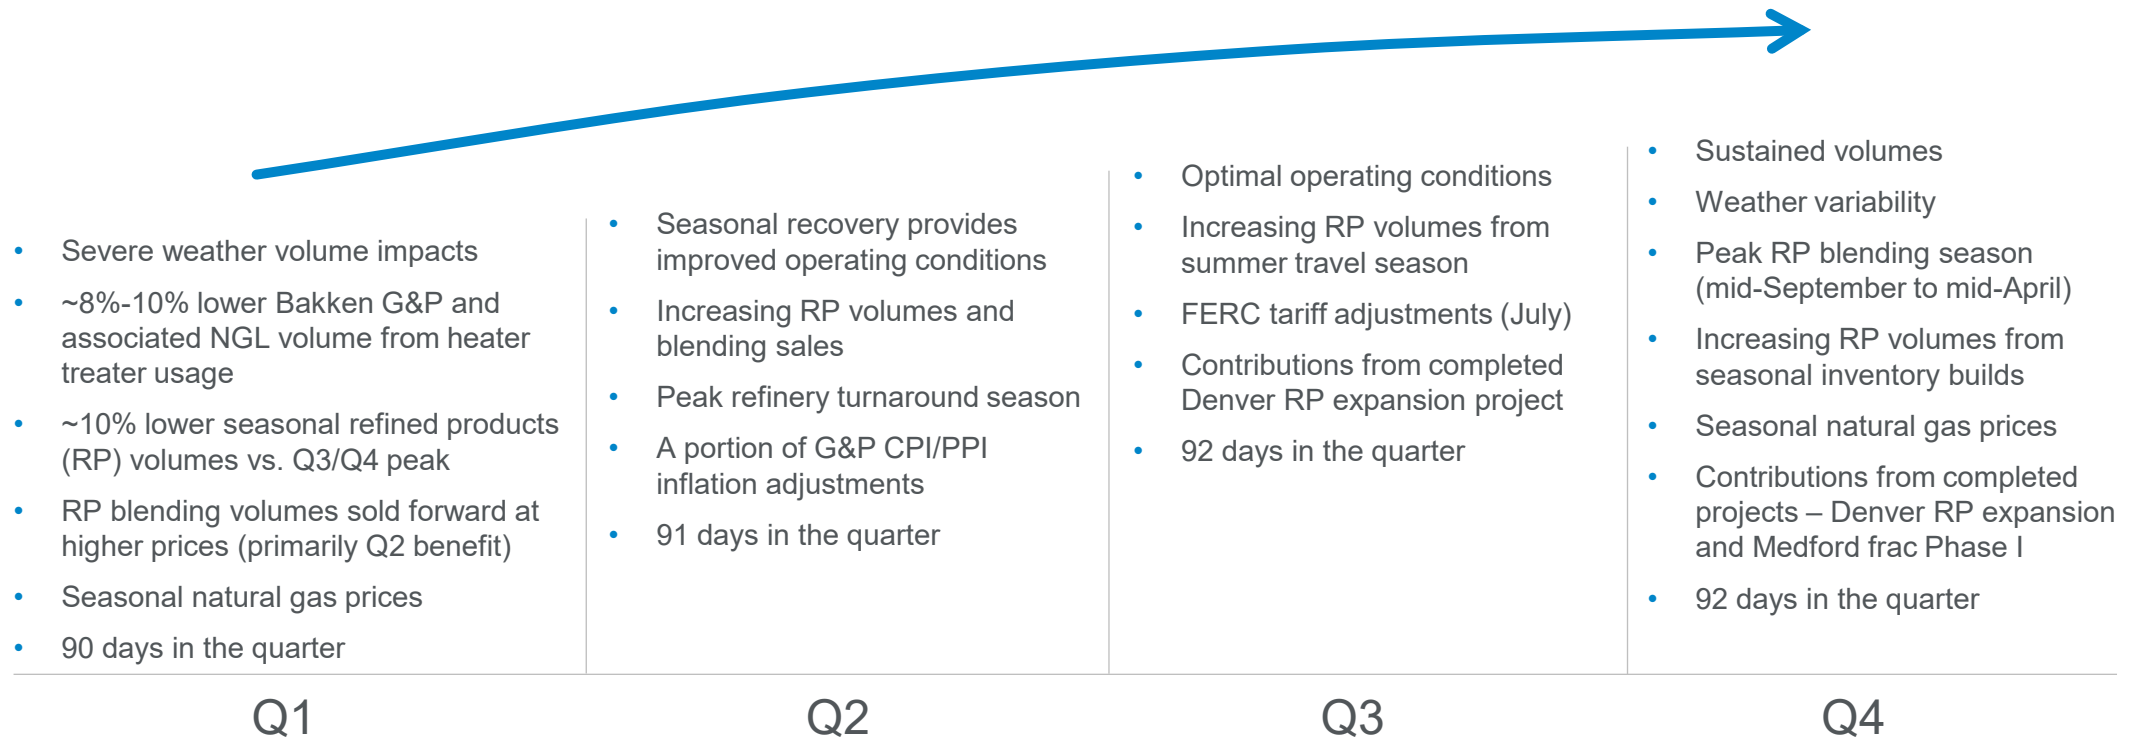 • Severe weather volume impacts
• ~8%-10% lower Bakken G&P and
associated NGL volume from heater
treater usage
• ~10% lower seasonal refined products
(RP) volumes vs. Q3/Q4 peak
• RP blending volumes sold forward at
higher prices (primarily Q2 benefit)
• Seasonal natural gas prices
• 90 days in the quarter
Q1
• Seasonal recovery provides
improved operating conditions
• Increasing RP volumes and
blending sales
• Peak refinery turnaround season
• A portion of G&P CPI/PPI
inflation adjustments
• 91 days in the quarter
Q2
• Optimal operating conditions
• Increasing RP volumes from
summer travel season
• FERC tariff adjustments (July)
• Contributions from completed
Denver RP expansion project
• 92 days in the quarter
Q3
• Sustained volumes
• Weather variability
• Peak RP blending season
(mid-September to mid-April)
• Increasing RP volumes from
seasonal inventory builds
• Seasonal natural gas prices
• Contributions from completed
projects – Denver RP expansion
and Medford frac Phase I
• 92 days in the quarter
Q4